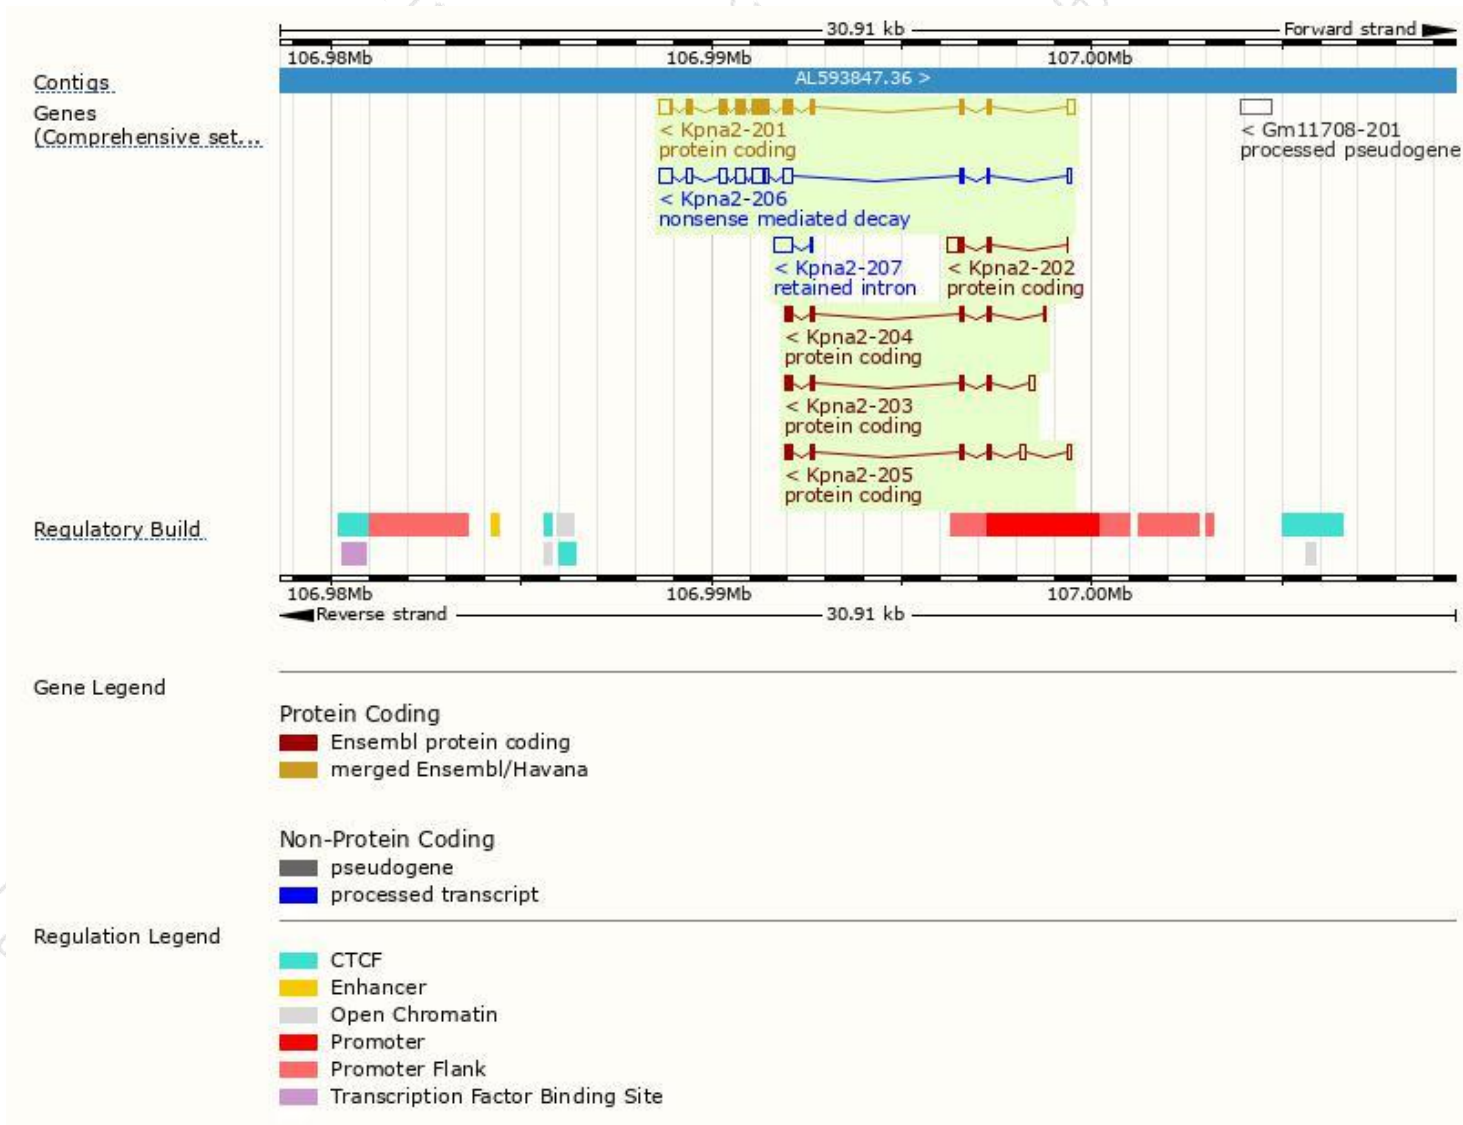 30.91 kb
Forward strand
106.98Mb 106.99Mb 107.00Mb
Contigs
AL593847.36 >
Genes
(Comprehensive set...
< Kpna2-201
protein coding
< Gm11708-201
processed pseudogene
< Kpna2-206
nonsense mediated decay
< Kpna2-207
retained intron
< Kpna2-202
protein coding
< Kpna2-204
protein coding
< Kpna2-203
protein coding
< Kpna2-205
protein coding
Regulatory Build
106.98Mb 106.99Mb 107.00Mb
Reverse strand
30.91 kb
Gene Legend
Protein Coding
Ensembl protein coding
merged Ensembl/Havana
Non-Protein Coding
pseudogene
processed transcript
Regulation Legend
CTCF
Enhancer
Open Chromatin
Promoter
Promoter Flank
Transcription Factor Binding Site